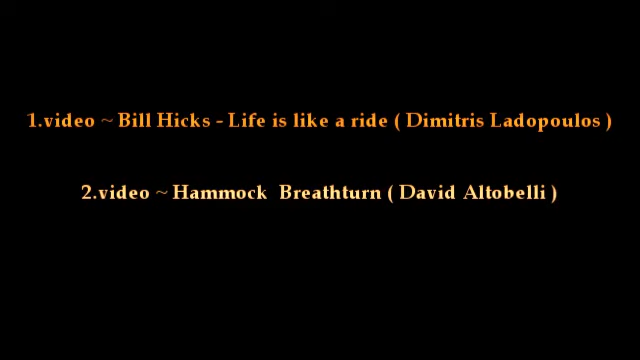 1.video ~ Bill Hicks - Life is like a ride ( Dimitris Ladopoulos )
2.video ~ Hammock Breathturn ( David Altobelli )